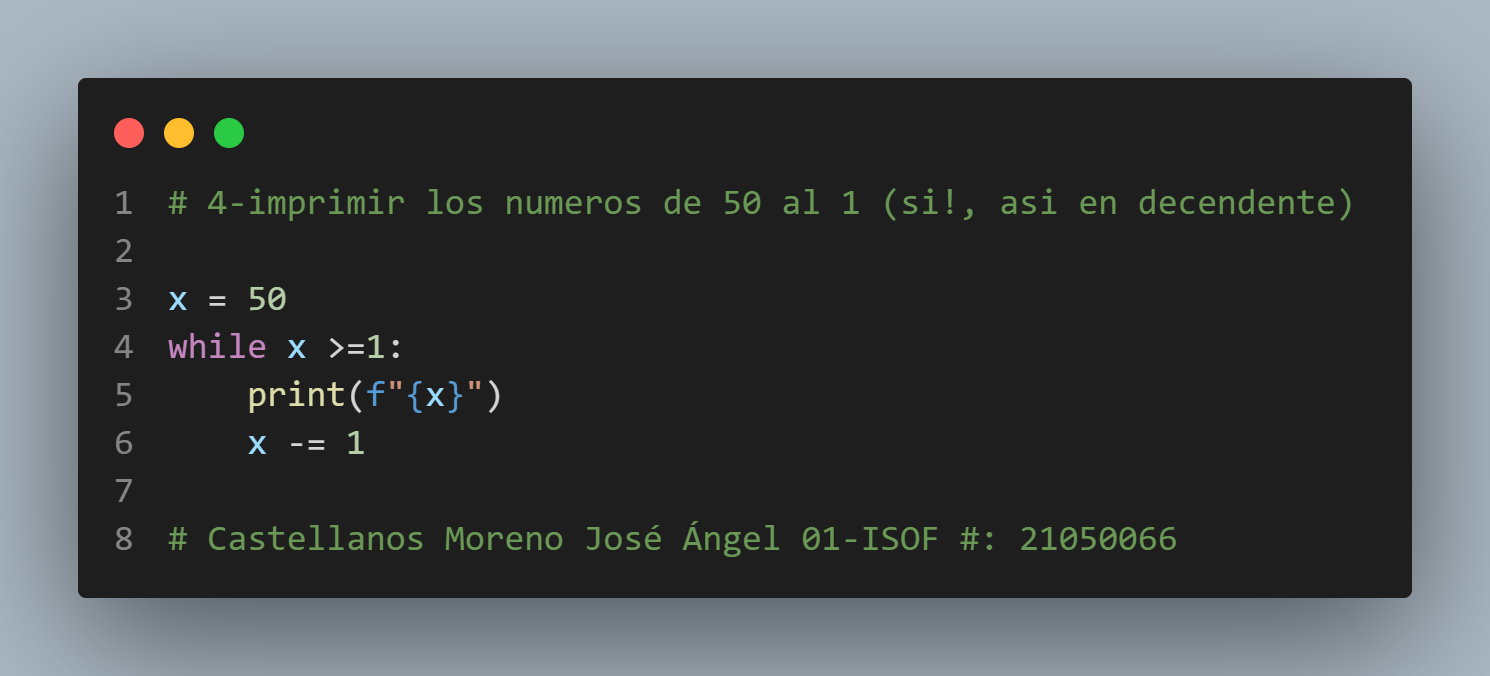 1 # 4-imprimir los numeros de 50 al 1 (si!, asi en decendente)
2
3 x = 50
4 while x >=1:
5     print(f"{x}")
6     x -= 1
7
8 # Castellanos Moreno José Ángel 01-ISOF #: 21050066